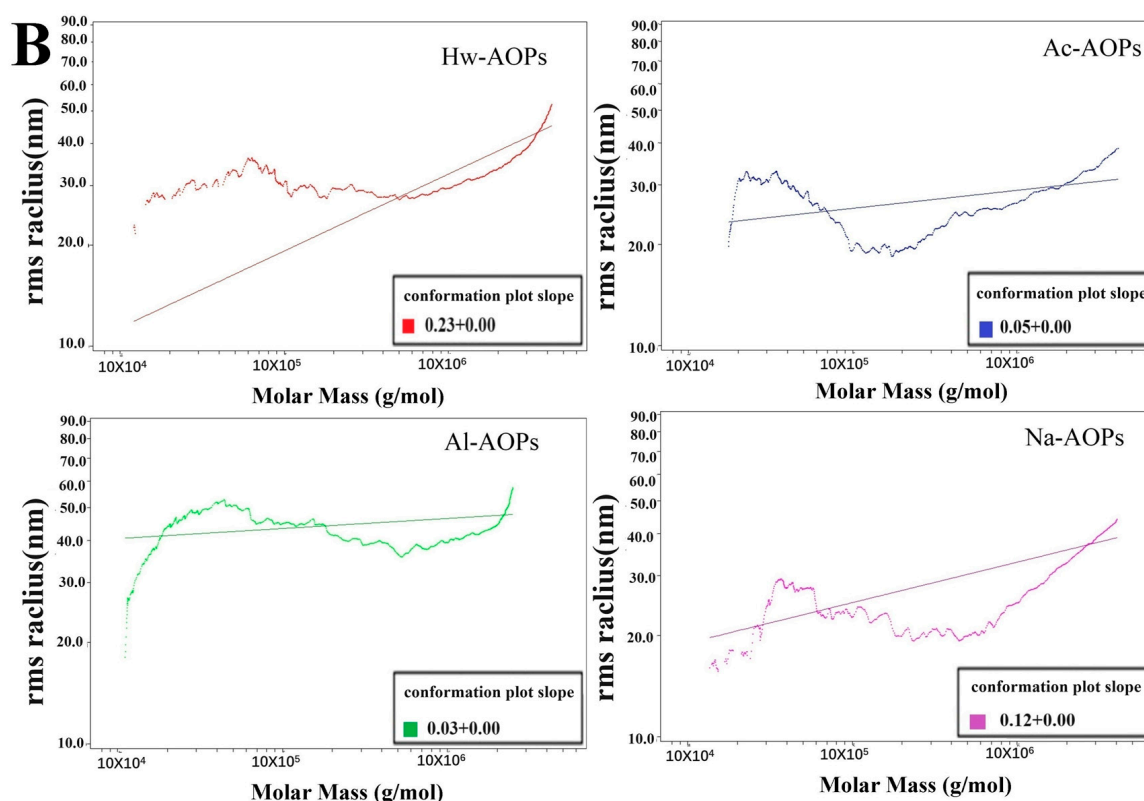 B
Hw-AOPs
90.0
80.0
70.0
60.0
50.0
40.0
30.0
20.0
10.0
rms raclius(nm)
conformation plot slope
0.23+0.00
10X10⁴
10X10⁵
10X10⁶
Molar Mass (g/mol)
Ac-AOPs
90.0
80.0
70.0
60.0
50.0
40.0
30.0
20.0
10.0
rms raclius(nm)
conformation plot slope
0.05+0.00
10X10⁴
10X10⁵
10X10⁶
Molar Mass (g/mol)
Al-AOPs
90.0
80.0
70.0
60.0
50.0
40.0
30.0
20.0
10.0
rms raclius(nm)
conformation plot slope
0.03+0.00
10X10⁴
10X10⁵
10X10⁶
Molar Mass (g/mol)
Na-AOPs
90.0
80.0
70.0
60.0
50.0
40.0
30.0
20.0
10.0
rms raclius(nm)
conformation plot slope
0.12+0.00
10X10⁴
10X10⁵
10X10⁶
Molar Mass (g/mol)